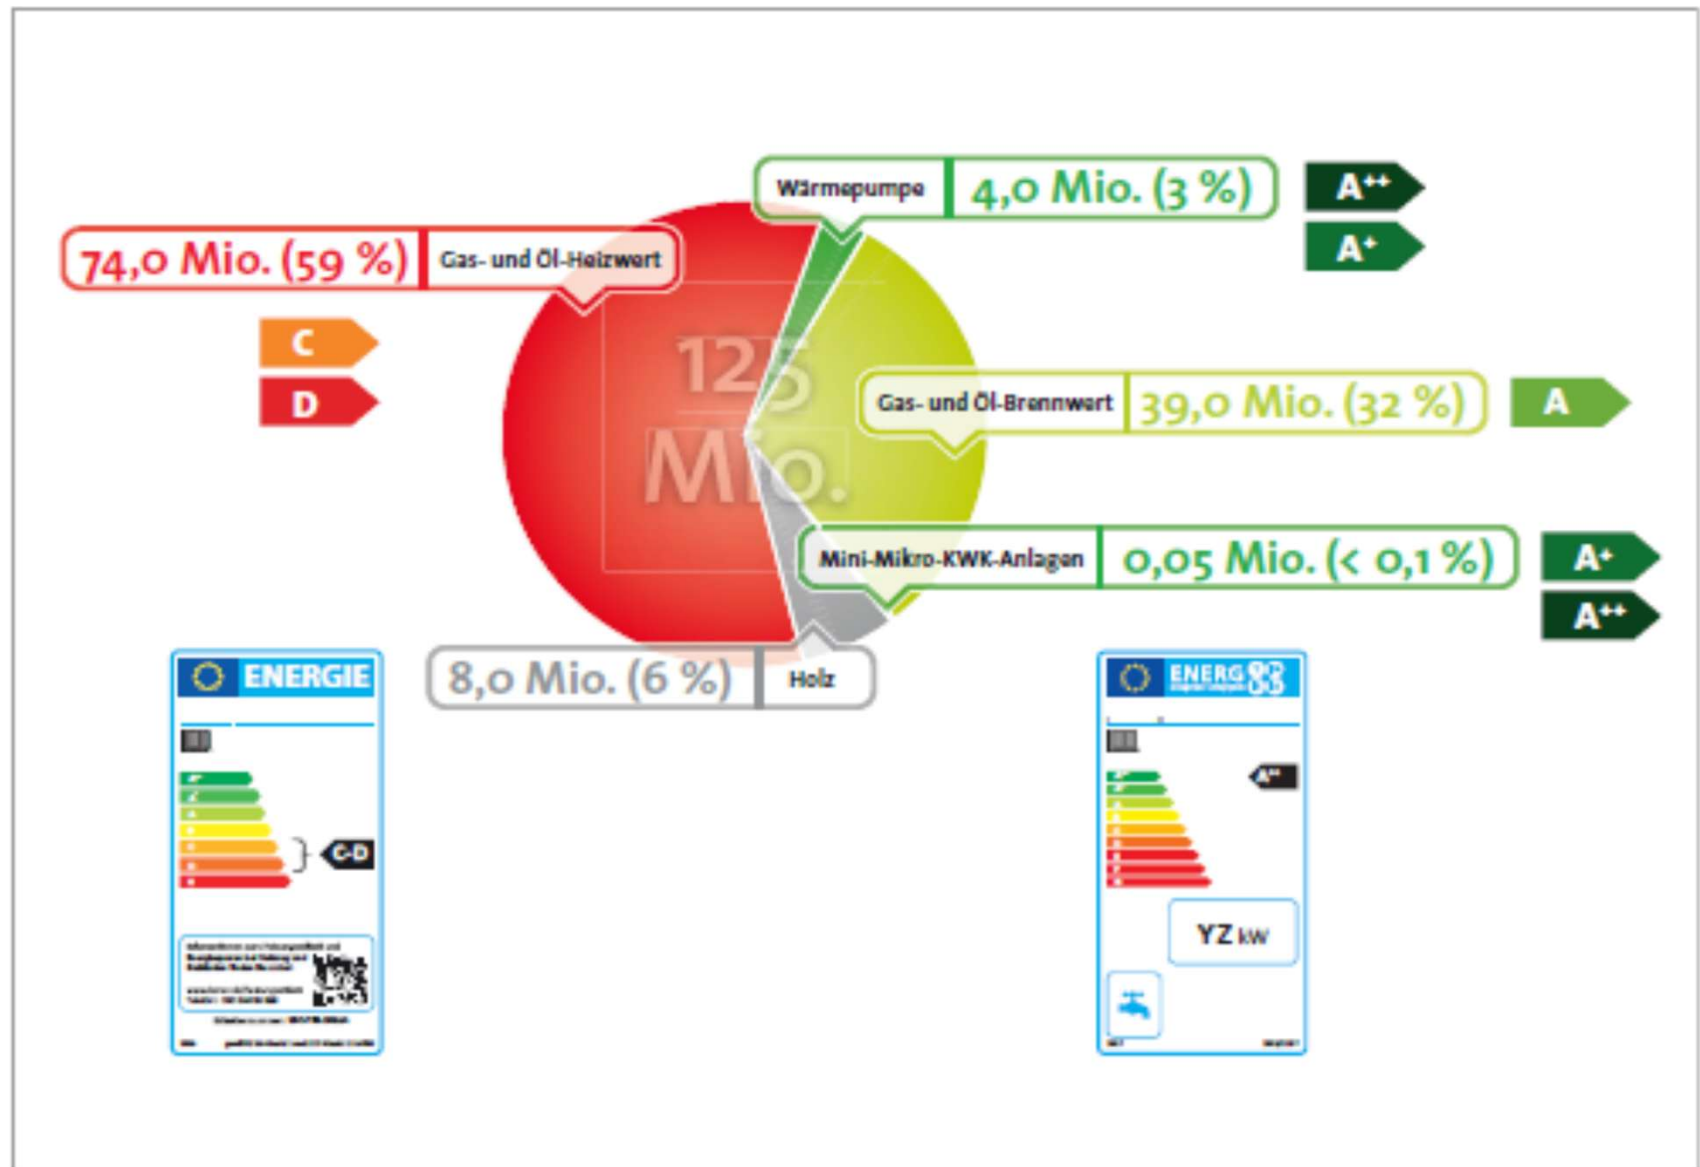 Wärmepumpe 4,0 Mio. (3 %) A++
A+
74,0 Mio. (59 %) Gas- und Öl-Heizwert
C
D
125
Mio.
Gas- und Öl-Brennwert 39,0 Mio. (32 %) A
Mini-Mikro-KWK-Anlagen 0,05 Mio. (< 0,1 %) A+
A++
8,0 Mio. (6 %) Holz
ENERGIE
C-D
ENERG
A++
YZ kW